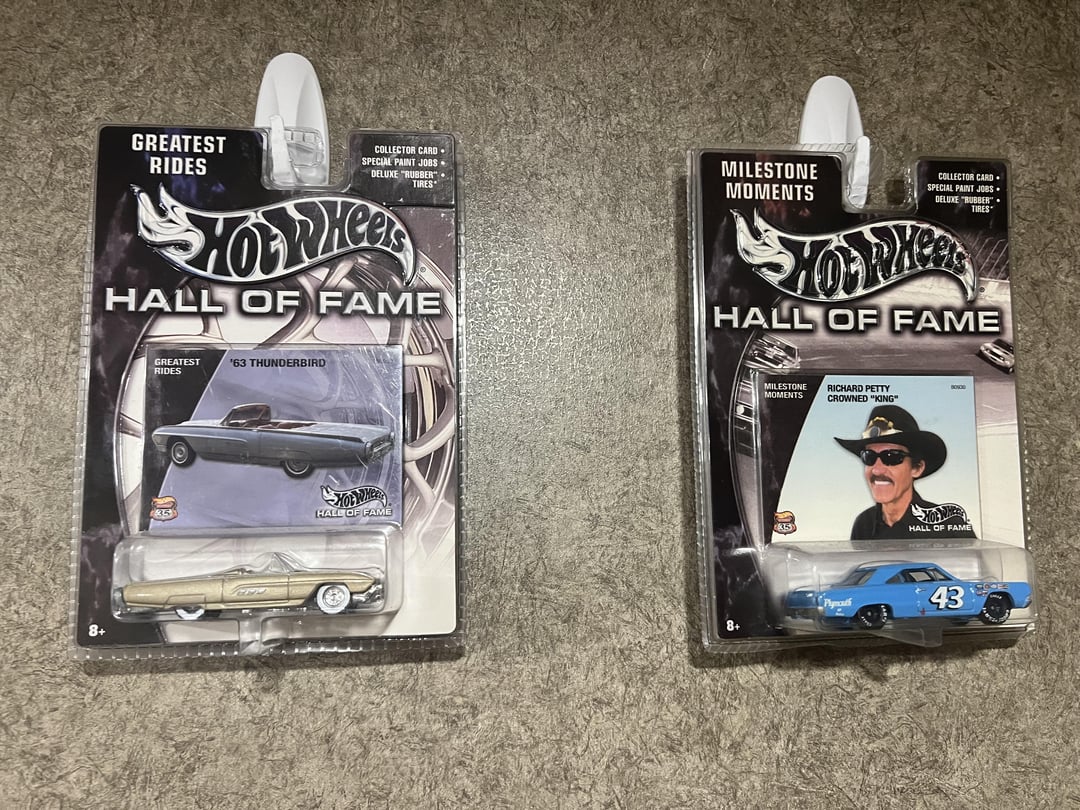 GREATEST
RIDES
COLLECTOR CARD •
SPECIAL PAINT JOBS •
DELUXE "RUBBER" •
TIRES*
HOT WHEELS
®
HALL OF FAME
GREATEST
RIDES
'63 THUNDERBIRD
HOT WHEELS
35
HALL OF FAME
8+
MILESTONE
MOMENTS
COLLECTOR CARD •
SPECIAL PAINT JOBS •
DELUXE "RUBBER" •
TIRES*
HOT WHEELS
HALL OF FAME
MILESTONE
MOMENTS
RICHARD PETTY
CROWNED "KING"
HOT WHEELS
35
HALL OF FAME
Plymouth
43
8+